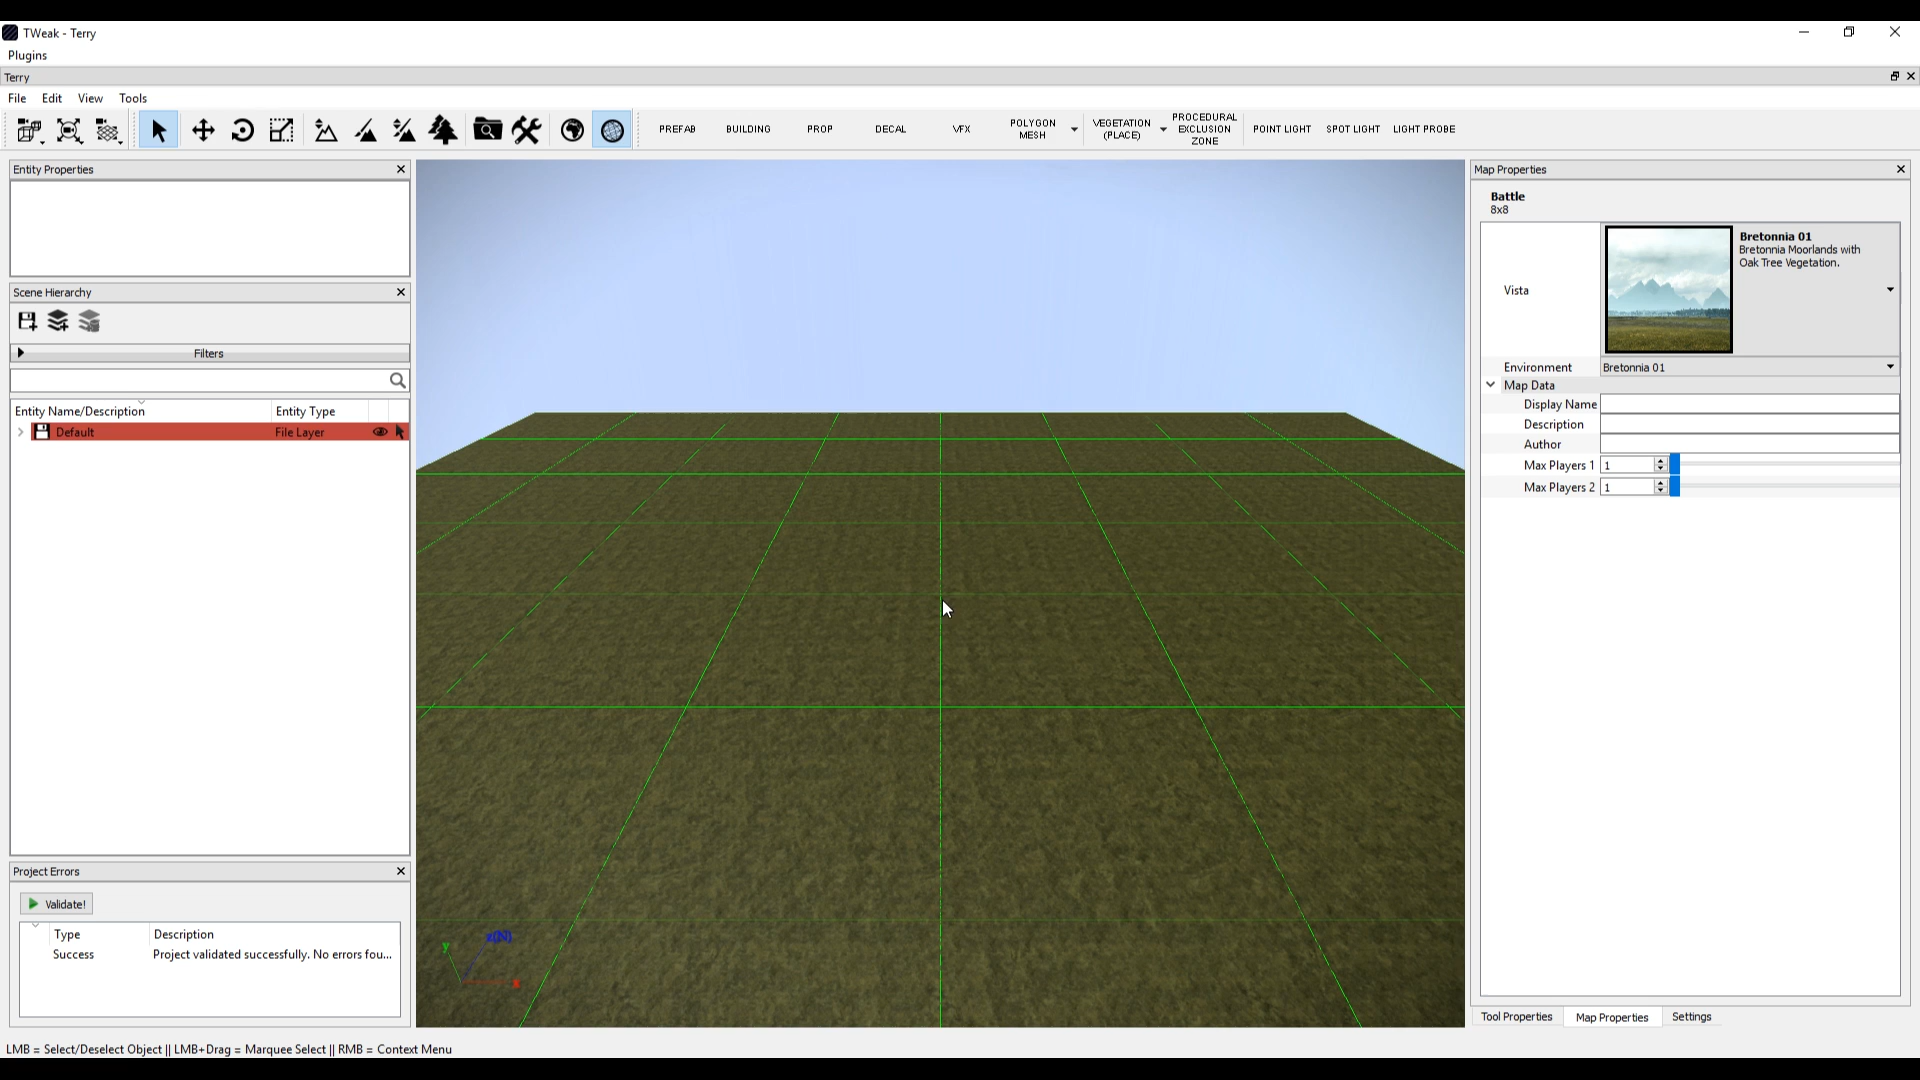 TWeak - Terry
Plugins
Terry
File Edit View Tools
PREFAB BUILDING PROP DECAL VFX POLYGON MESH VEGETATION (PLACE) PROCEDURAL EXCLUSION ZONE POINT LIGHT SPOT LIGHT LIGHT PROBE
Entity Properties
Scene Hierarchy
Filters
Entity Name/Description Entity Type
Default File Layer
Project Errors
Validate!
Type Description
Success Project validated successfully. No errors fou...
y z(N) x
Map Properties
Battle
8x8
Vista
Bretonnia 01
Bretonnia Moorlands with
Oak Tree Vegetation.
Environment Bretonnia 01
Map Data
Display Name
Description
Author
Max Players 1 1
Max Players 2 1
Tool Properties Map Properties Settings
LMB = Select/Deselect Object || LMB+Drag = Marquee Select || RMB = Context Menu